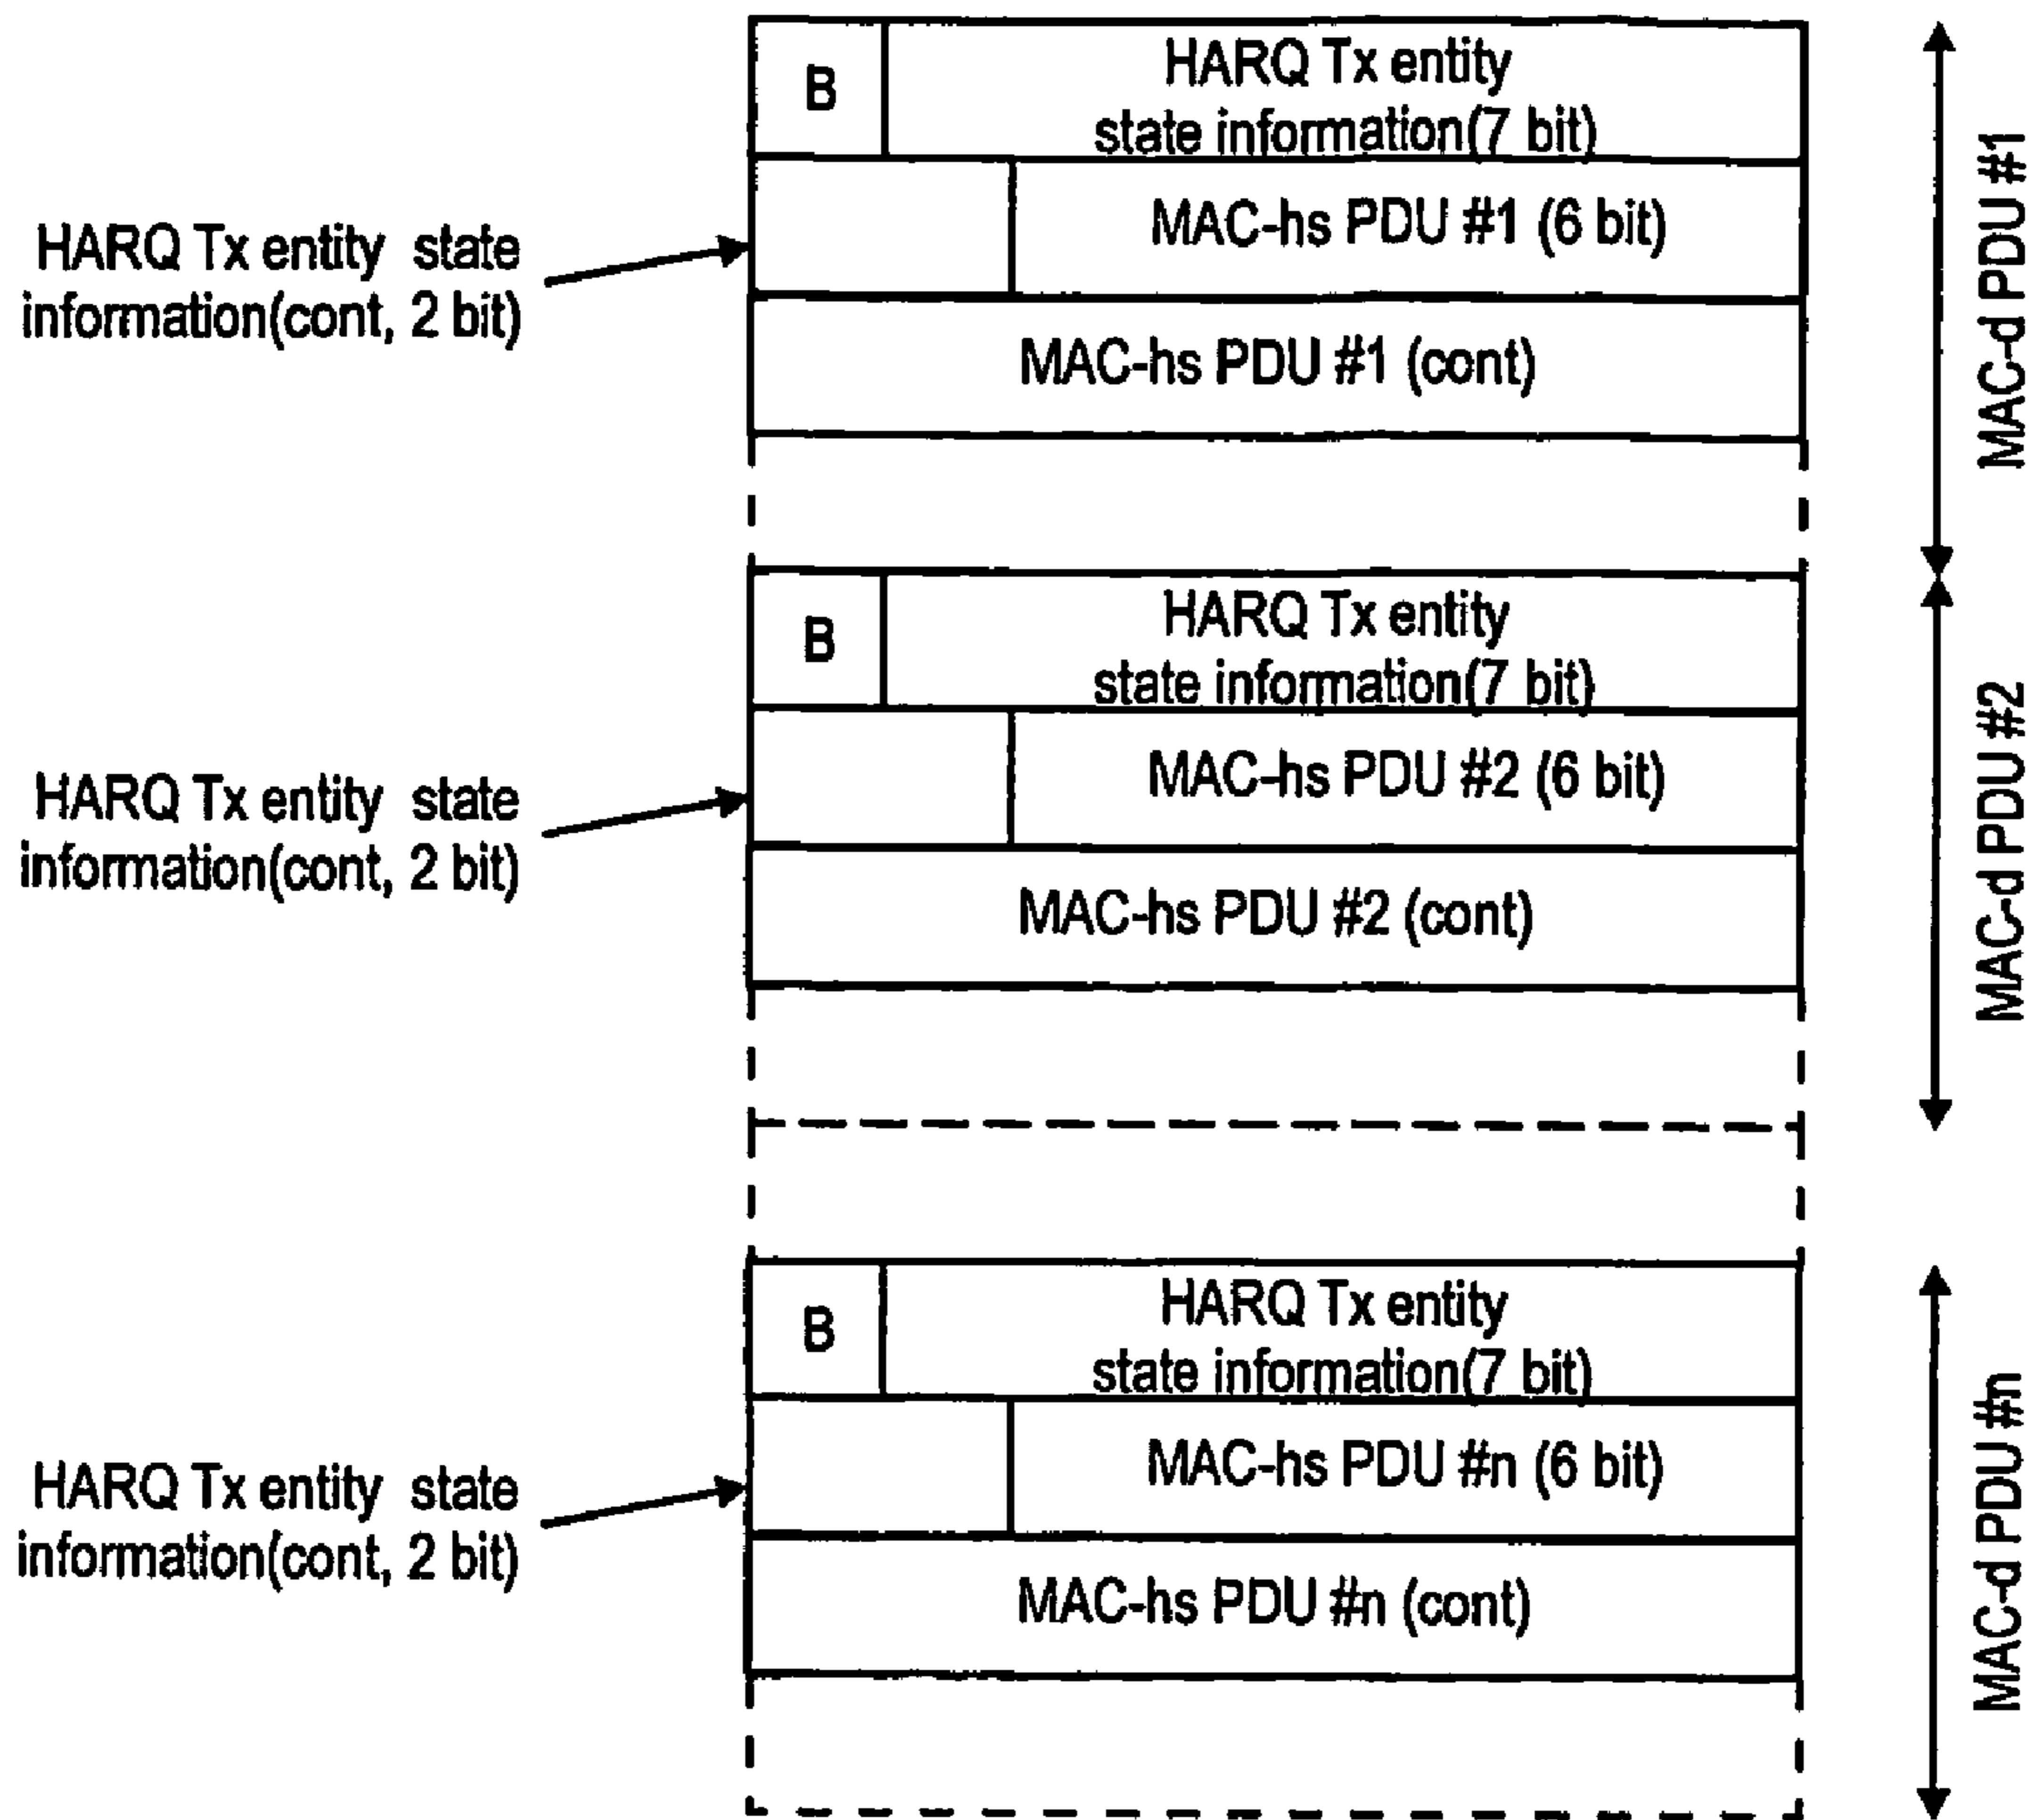 B
HARQ Tx entity
state information(7 bit)
HARQ Tx entity state
information(cont, 2 bit)
MAC-hs PDU #1 (6 bit)
MAC-hs PDU #1 (cont)
MAC-d PDU #1
B
HARQ Tx entity
state information(7 bit)
HARQ Tx entity state
information(cont, 2 bit)
MAC-hs PDU #2 (6 bit)
MAC-hs PDU #2 (cont)
MAC-d PDU #2
B
HARQ Tx entity
state information(7 bit)
HARQ Tx entity state
information(cont, 2 bit)
MAC-hs PDU #n (6 bit)
MAC-hs PDU #n (cont)
MAC-d PDU #n